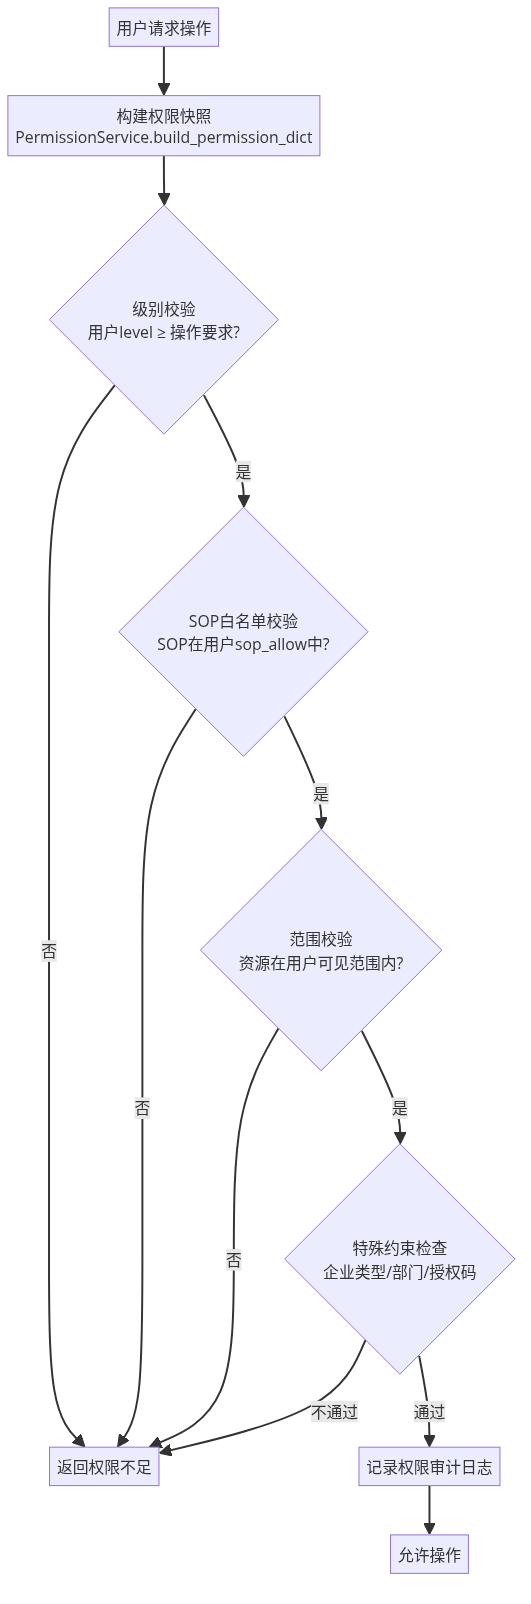 用户请求操作
构建权限快照
PermissionService.build_permission_dict
级别校验
用户level ≥ 操作要求?
是
SOP白名单校验
SOP在用户sop_allow中?
是
范围校验
资源在用户可见范围内?
否
否
是
否
特殊约束检查
企业类型/部门/授权码
不通过
通过
返回权限不足
记录权限审计日志
允许操作